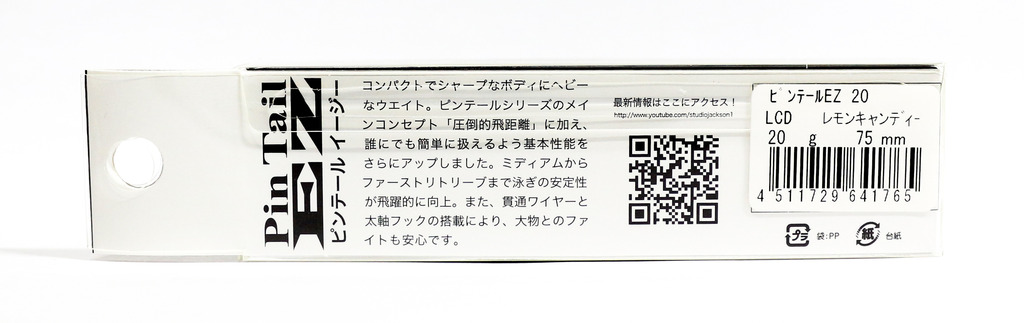 Pin Tail
EZ
ピンテール イージー
コンパクトでシャープなボディにヘビー
なウエイト。ピンテールシリーズのメイ
ンコンセプト「圧倒的飛距離」に加え、
誰にでも簡単に扱えるよう基本性能を
さらにアップしました。ミディアムから
ファーストリトリーブまで泳ぎの安定性
が飛躍的に向上。また、貫通ワイヤーと
太軸フックの搭載により、大物とのファ
イトも安心です。
最新情報はここにアクセス！
http://www.youtube.com/studiojackson1
ピンテールEZ 20
LCD レモンキャンディー
20 g 75 mm
4 511729 641765
プラ 袋:PP 紙 台紙